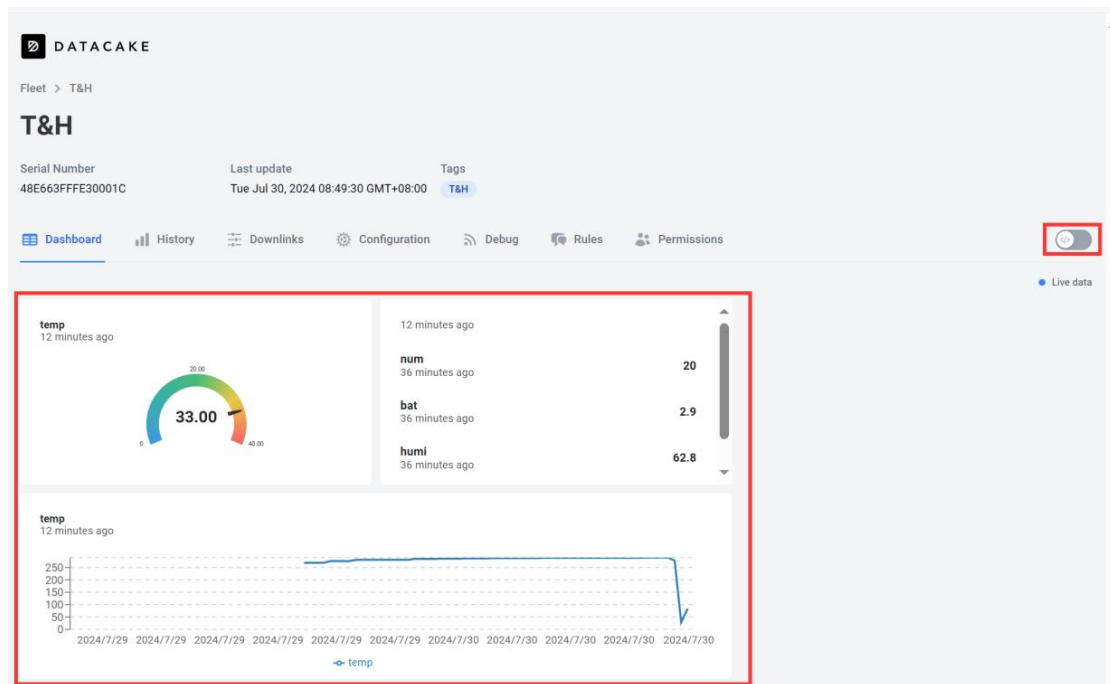 DATACAKE
Fleet > T&H
T&H
Serial Number Last update Tags
48E663FFFE30001C Tue Jul 30, 2024 08:49:30 GMT+08:00 T&H
Dashboard History Downlinks Configuration Debug Rules Permissions
Live data
temp
12 minutes ago
20.00
33.00
0 40.00
12 minutes ago
num
36 minutes ago
20
bat
36 minutes ago
2.9
humi
36 minutes ago
62.8
temp
12 minutes ago
250
200
150
100
50
0
2024/7/29 2024/7/29 2024/7/29 2024/7/29 2024/7/29 2024/7/29 2024/7/30 2024/7/30 2024/7/30 2024/7/30 2024/7/30
temp